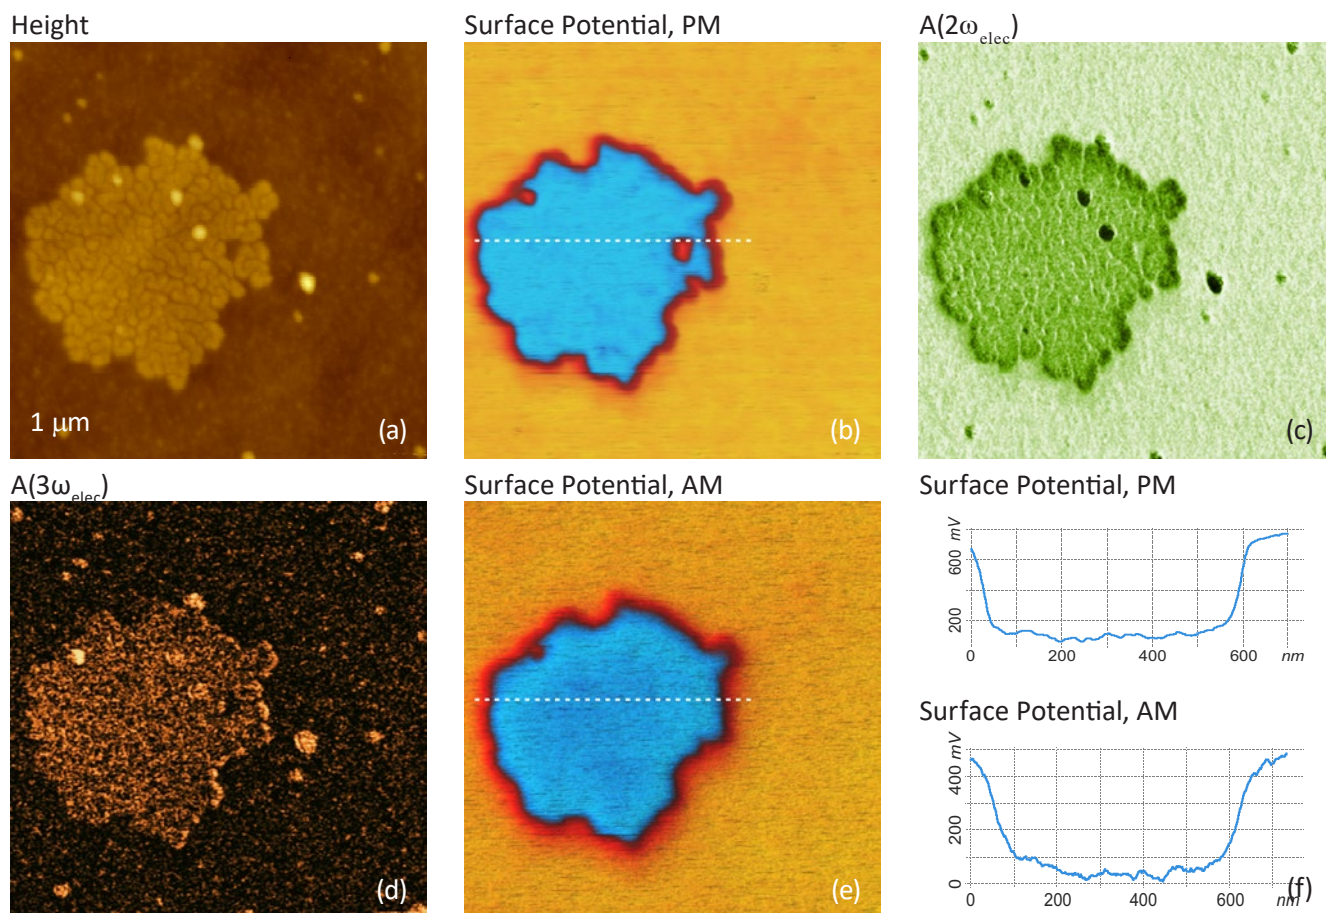 Height
Surface Potential, PM
A(2ω_elec)
1 μm
(a)
(b)
(c)
A(3ω_elec)
Surface Potential, AM
Surface Potential, PM
mV
600
200
0
200
400
600
nm
Surface Potential, AM
mV
400
200
0
0
200
400
600
nm
(d)
(e)
(f)